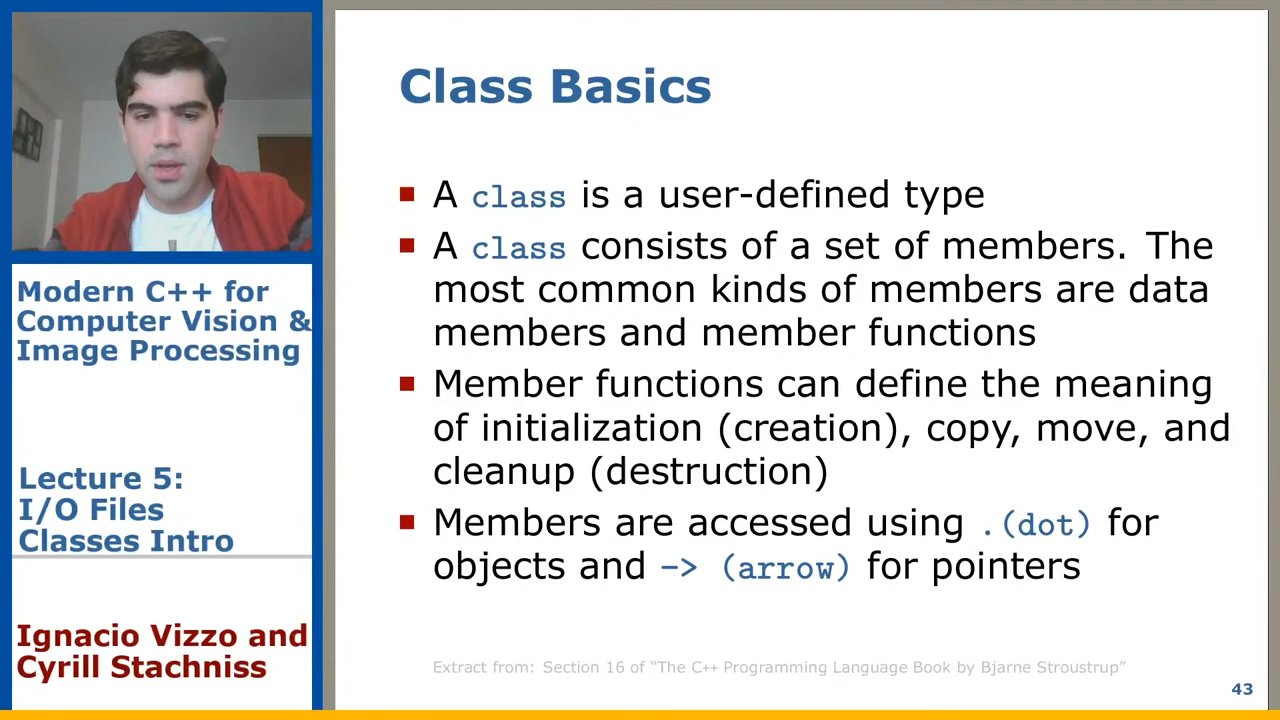 Class Basics
A class is a user-defined type
A class consists of a set of members. The
most common kinds of members are data
members and member functions
Member functions can define the meaning
of initialization (creation), copy, move, and
cleanup (destruction)
Members are accessed using .(dot) for
objects and -> (arrow) for pointers
Extract from: Section 16 of “The C++ Programming Language Book by Bjarne Stroustrup”
43
Modern C++ for
Computer Vision &
Image Processing
Lecture 5:
I/O Files
Classes Intro
Ignacio Vizzo and
Cyrill Stachniss